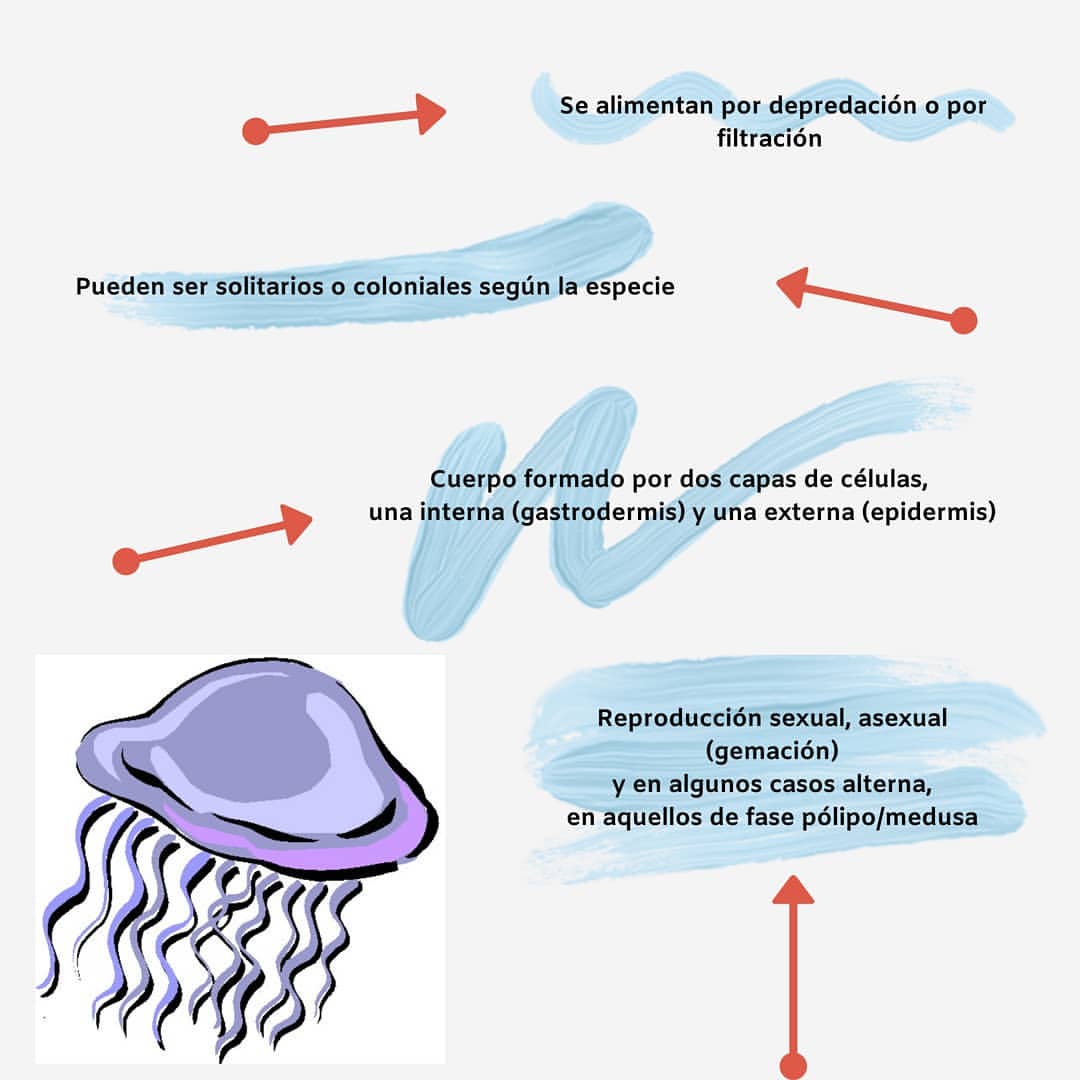 Se alimentan por depredación o por
filtración
Pueden ser solitarios o coloniales según la especie
Cuerpo formado por dos capas de células,
una interna (gastrodermis) y una externa (epidermis)
Reproducción sexual, asexual
(gemación)
y en algunos casos alterna,
en aquellos de fase pólipo/medusa